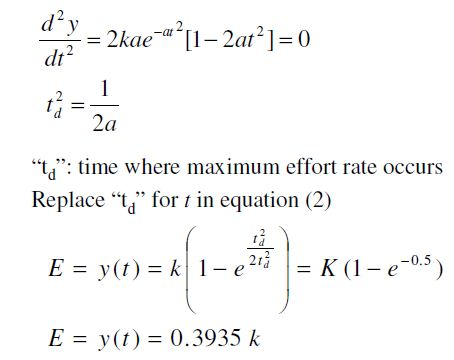 d²y/dt² = 2kae^(-at²)[1 − 2at²] = 0
t_d² = 1/2a
“t_d”: time where maximum effort rate occurs
Replace “t_d” for t in equation (2)
E = y(t) = k(1 − e^(t_d²/2t_d²)) = K (1 − e^(−0.5))
E = y(t) = 0.3935 k